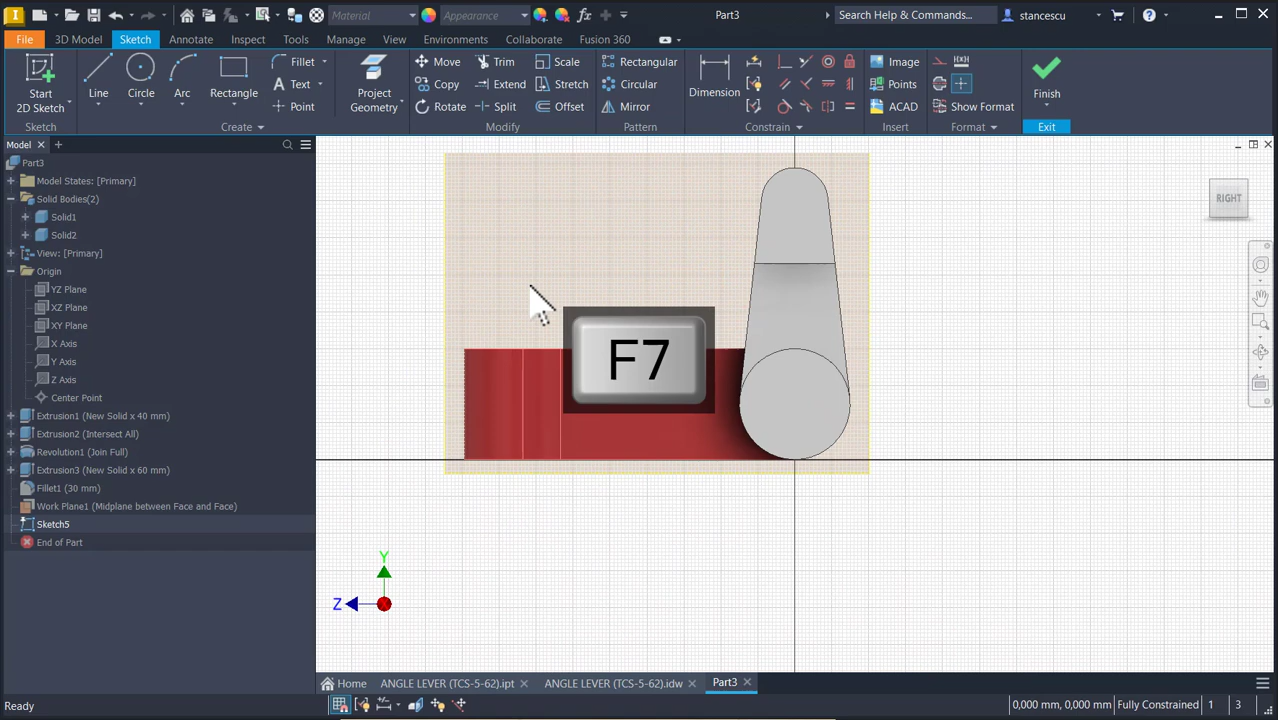 Material
Appearance
Part3
Search Help & Commands...
stancescu
File
3D Model
Sketch
Annotate
Inspect
Tools
Manage
View
Environments
Collaborate
Fusion 360
Start
2D Sketch
Line
Circle
Arc
Rectangle
Fillet
Text
Point
Project
Geometry
Move
Copy
Rotate
Trim
Extend
Split
Scale
Stretch
Offset
Rectangular
Circular
Mirror
Dimension
Image
Points
ACAD
Show Format
Finish
Sketch
Create
Modify
Pattern
Constrain
Insert
Format
Exit
Model
Part3
Model States: [Primary]
Solid Bodies(2)
Solid1
Solid2
View: [Primary]
Origin
YZ Plane
XZ Plane
XY Plane
X Axis
Y Axis
Z Axis
Center Point
Extrusion1 (New Solid x 40 mm)
Extrusion2 (Intersect All)
Revolution1 (Join Full)
Extrusion3 (New Solid x 60 mm)
Fillet1 (30 mm)
Work Plane1 (Midplane between Face and Face)
Sketch5
End of Part
RIGHT
F7
Y
Z
Home
ANGLE LEVER (TCS-5-62).ipt
ANGLE LEVER (TCS-5-62).idw
Part3
Ready
0,000 mm, 0,000 mm
Fully Constrained
1
3